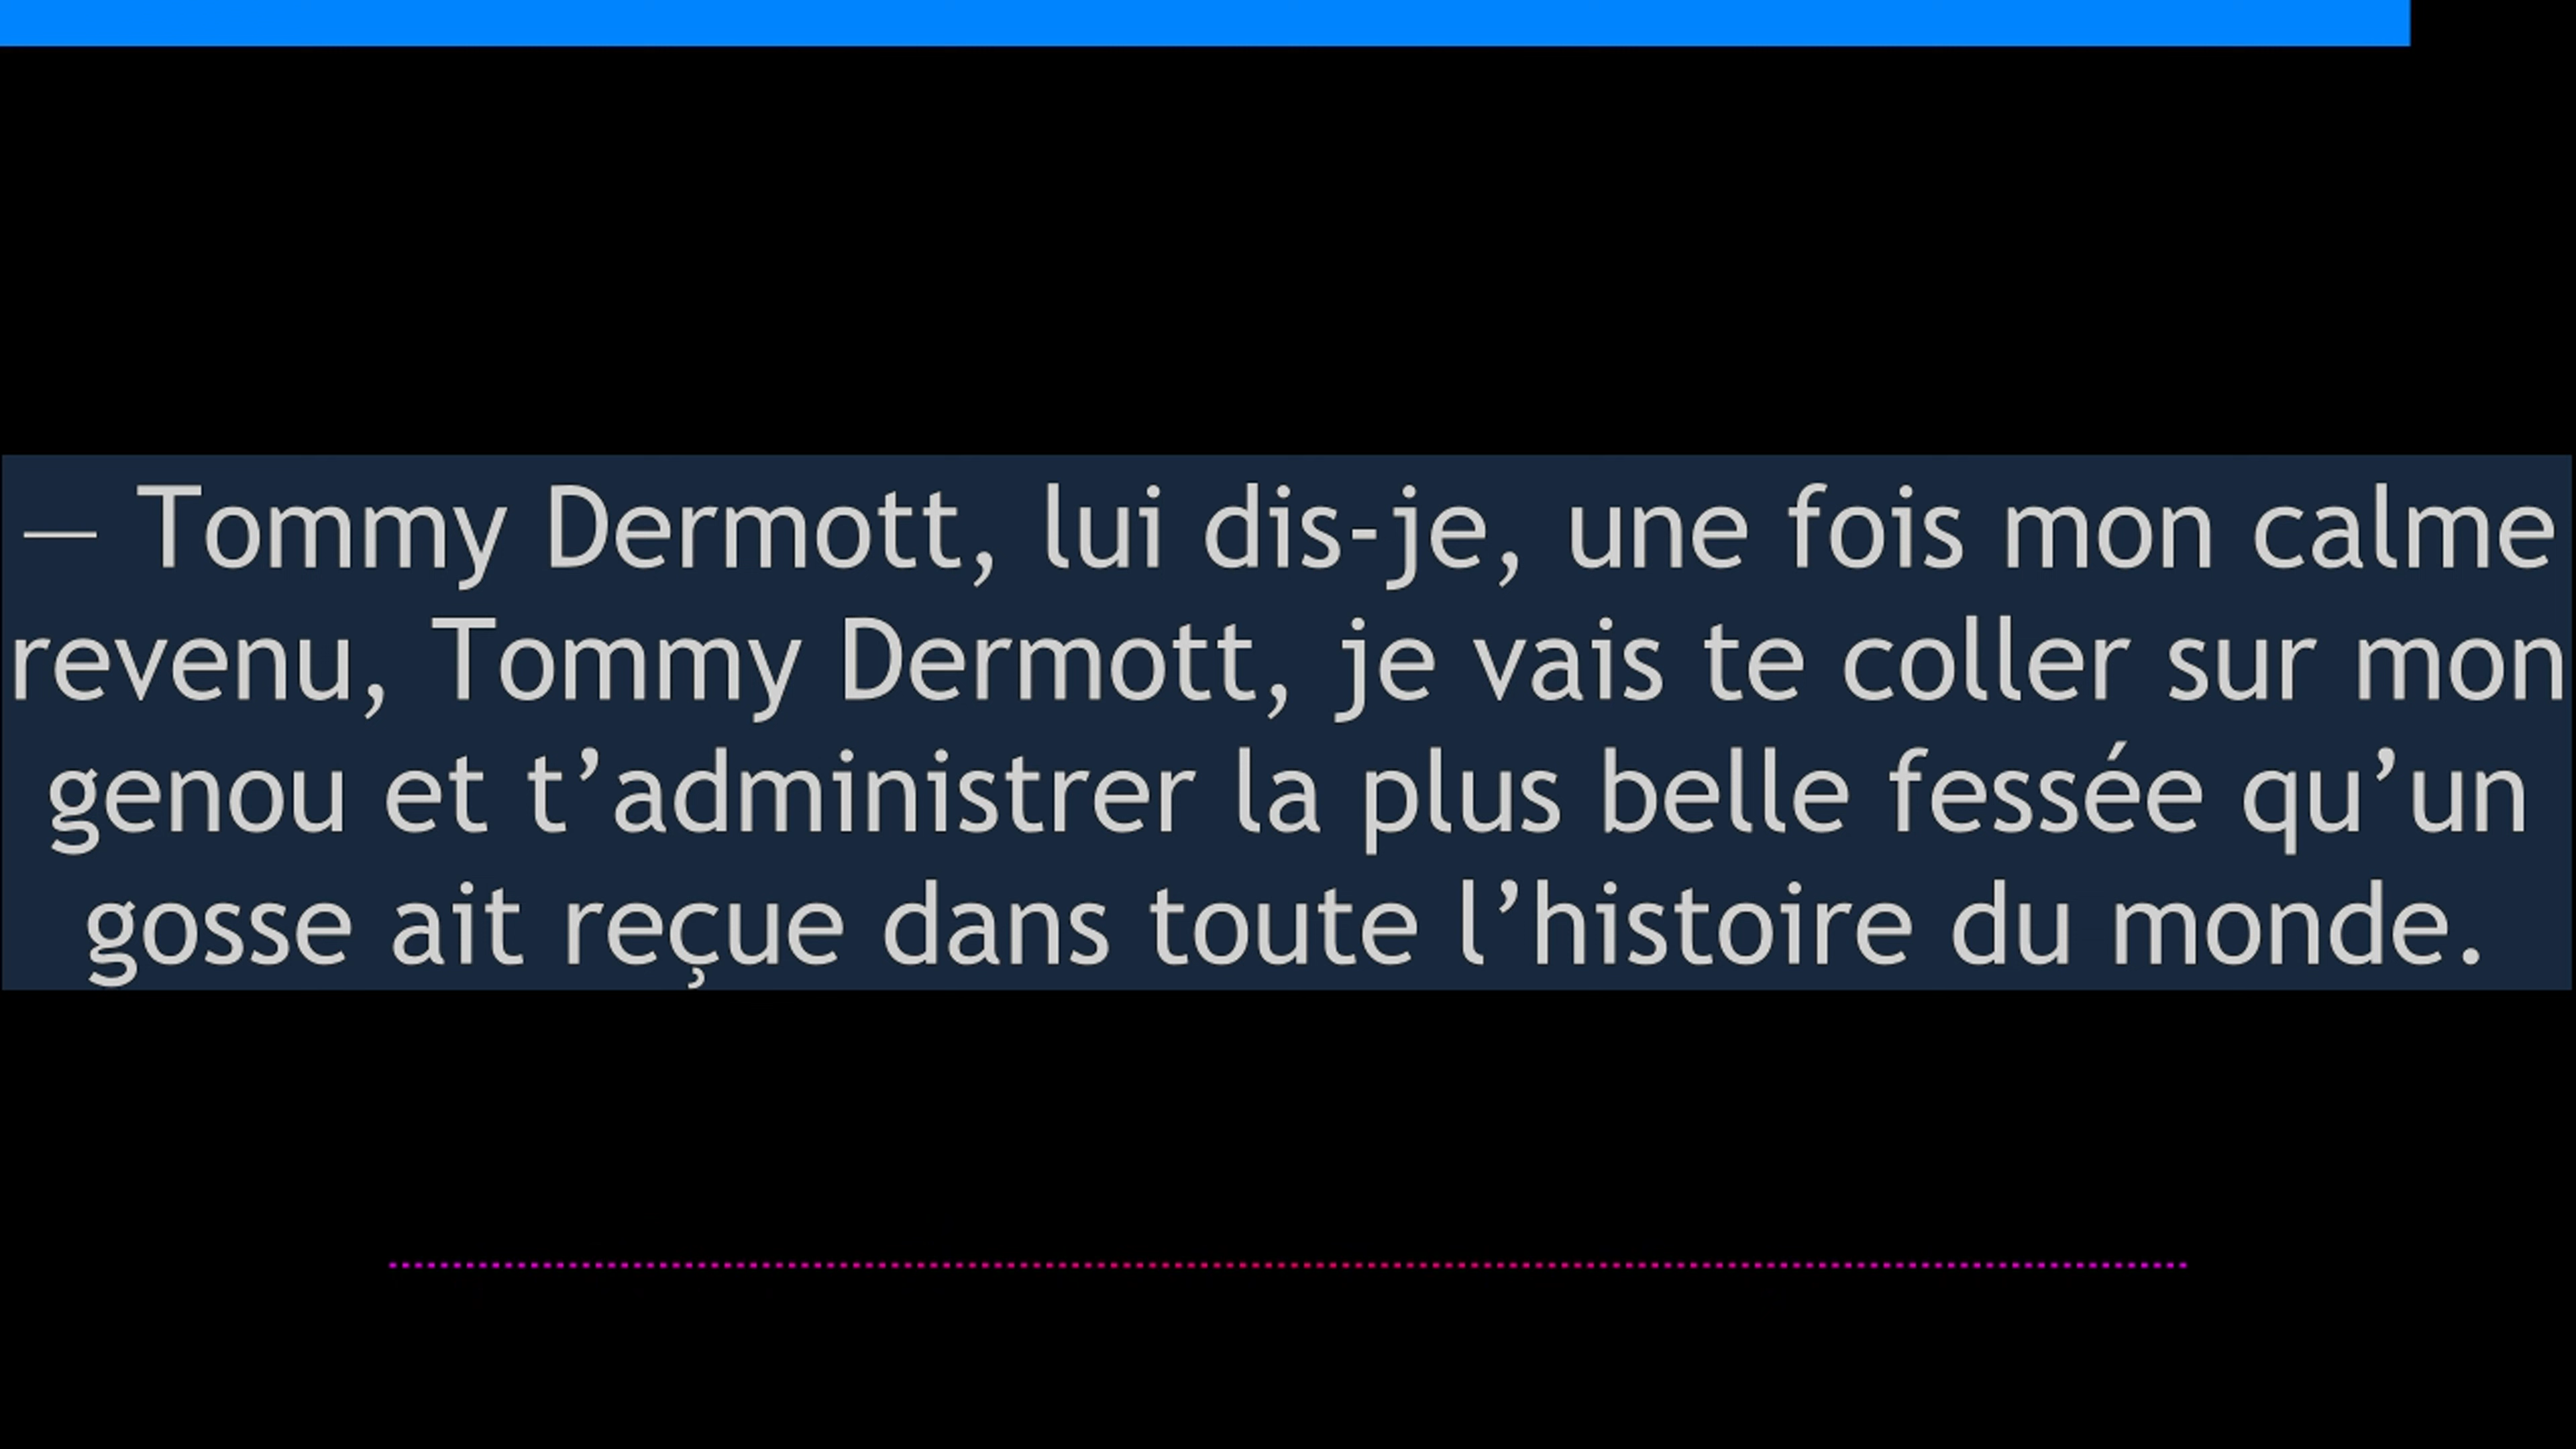 — Tommy Dermott, lui dis-je, une fois mon calme
revenu, Tommy Dermott, je vais te coller sur mon
genou et t’administrer la plus belle fessée qu’un
gosse ait reçue dans toute l’histoire du monde.